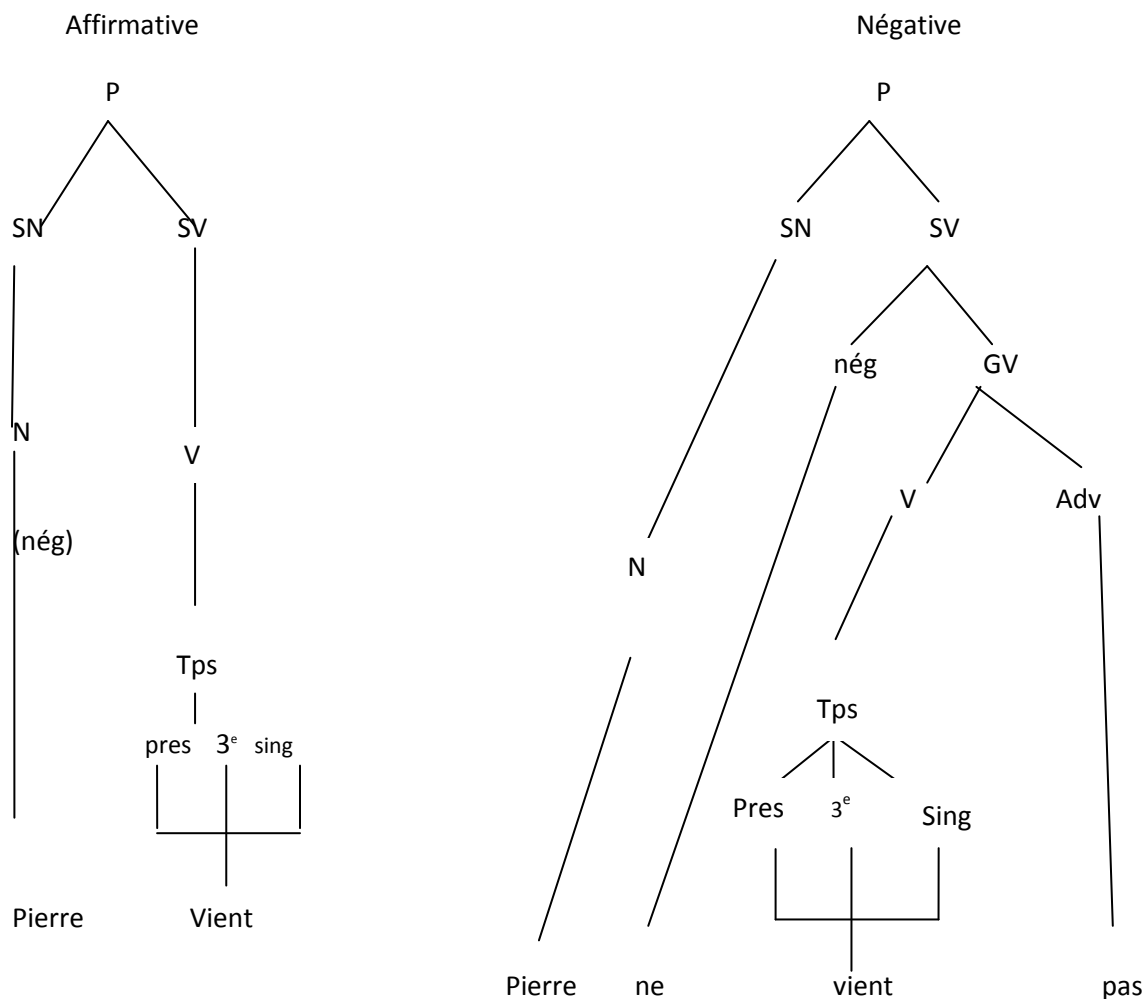 Affirmative Négative
P P
SN SV SN SV
nég GV
N
V
V Adv
(nég)
N
Tps
Tps
pres 3ᵉ sing
Pres 3ᵉ Sing
Pierre Vient
Pierre ne vient pas